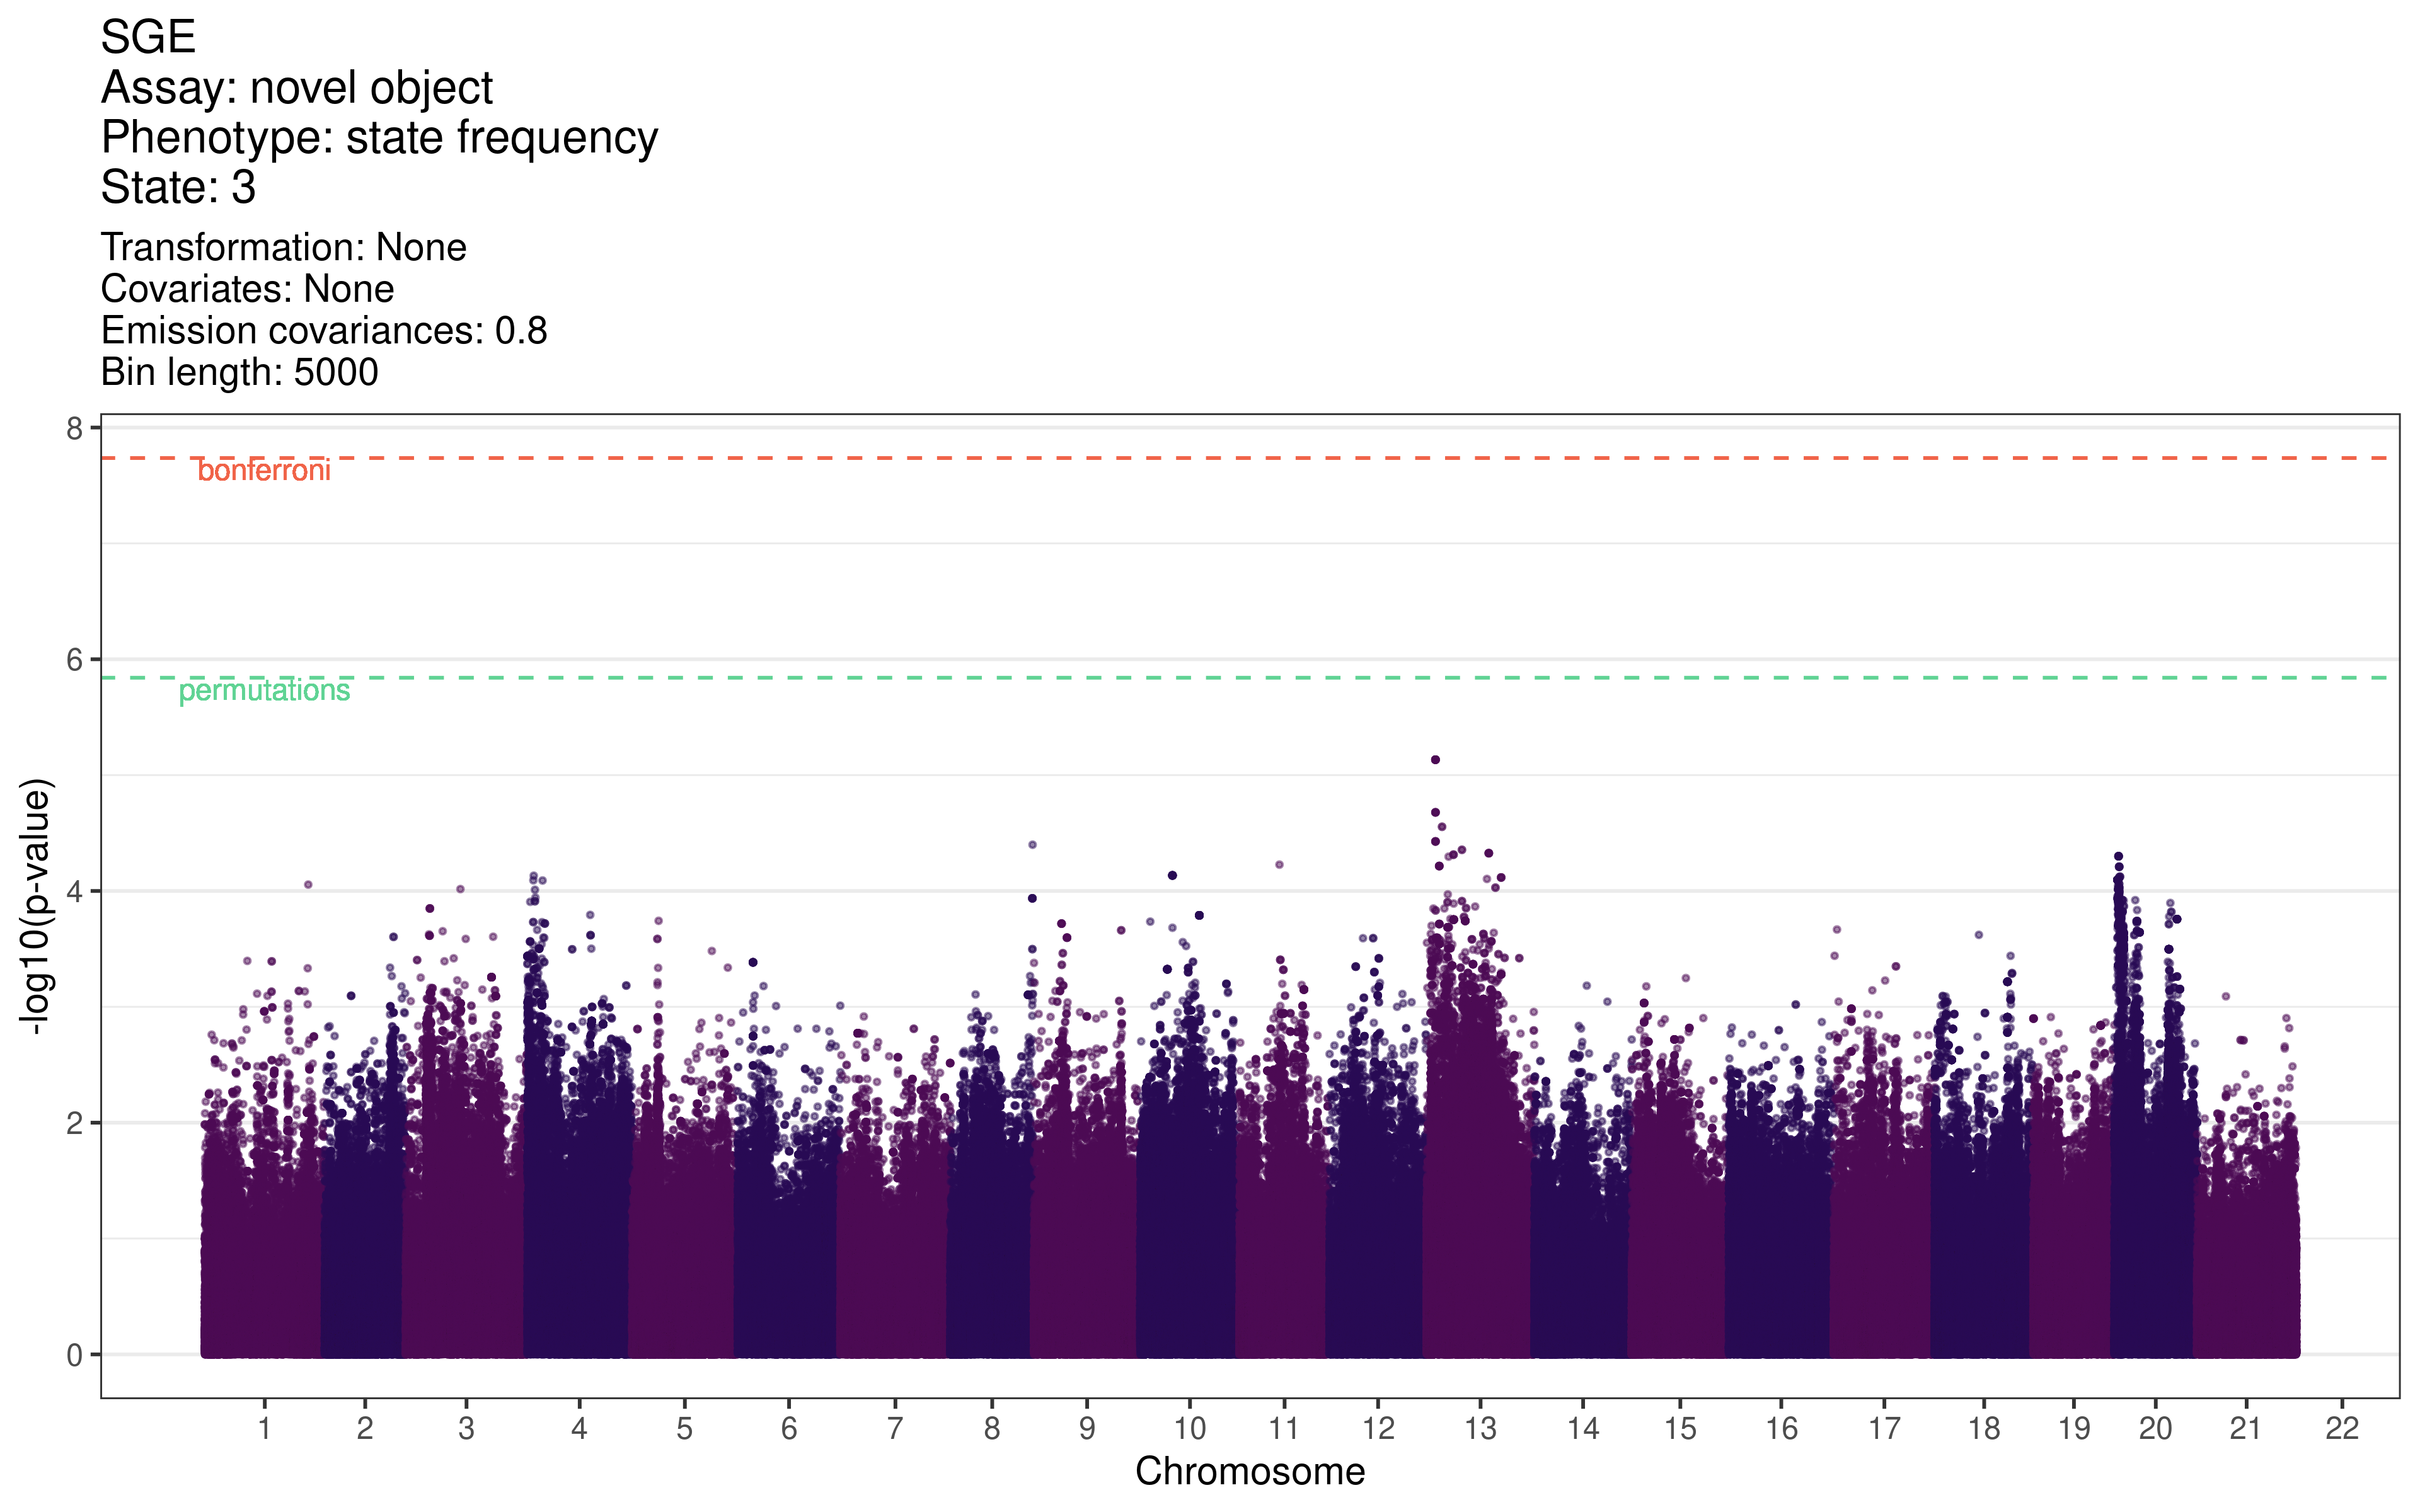 SGE
Assay: novel object
Phenotype: state frequency
State: 3
Transformation: None
Covariates: None
Emission covariances: 0.8
Bin length: 5000
8
bonferroni
6
permutations
4
2
0
-log10(p-value)
1 2 3 4 5 6 7 8 9 10 11 12 13 14 15 16 17 18 19 20 21 22
Chromosome